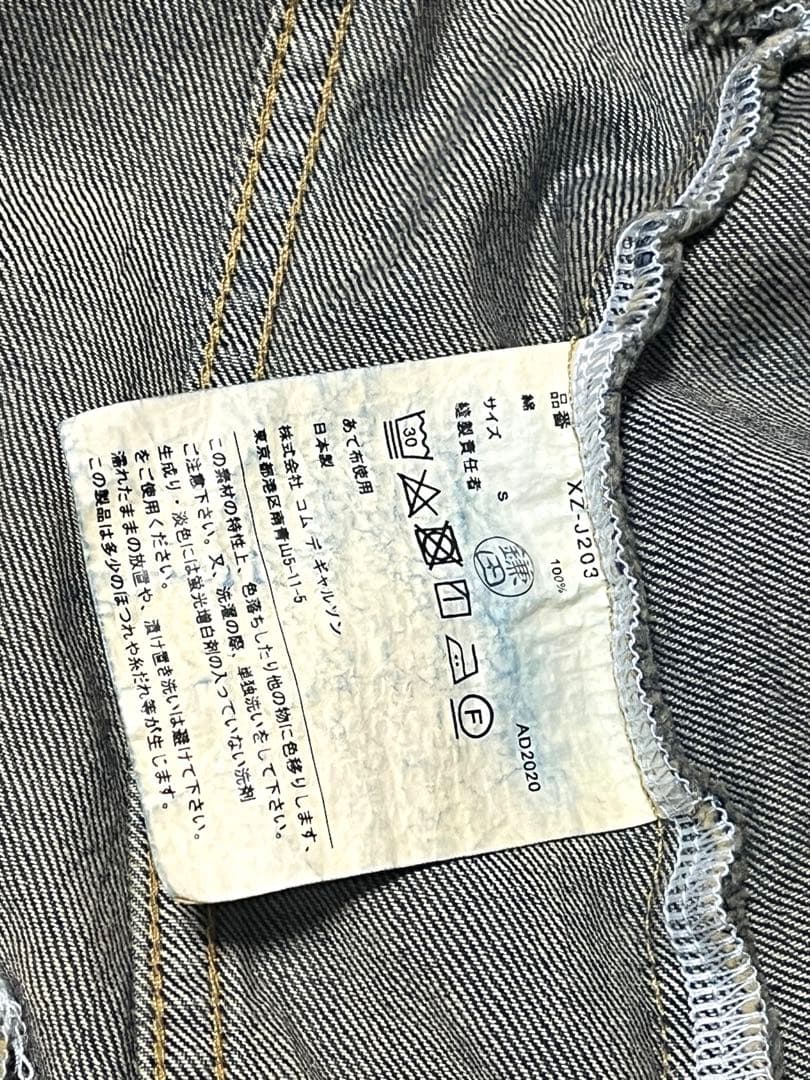 品番 XZ-J203
綿 100%
サイズ S AD2020
縫製責任者 鎌田
30 F
あて布使用
日本製
株式会社 コム デ ギャルソン
東京都港区南青山5-11-5
この素材の特性上、色落ちしたり他の物に色移りします、
ご注意下さい。又、洗濯の際、単独洗いをして下さい。
生成り・淡色には蛍光増白剤の入っていない洗剤
をご使用ください。
濡れたままの放置や、漬け置き洗いは避けて下さい。
この製品は多少のほつれや糸だれ等が生じます。